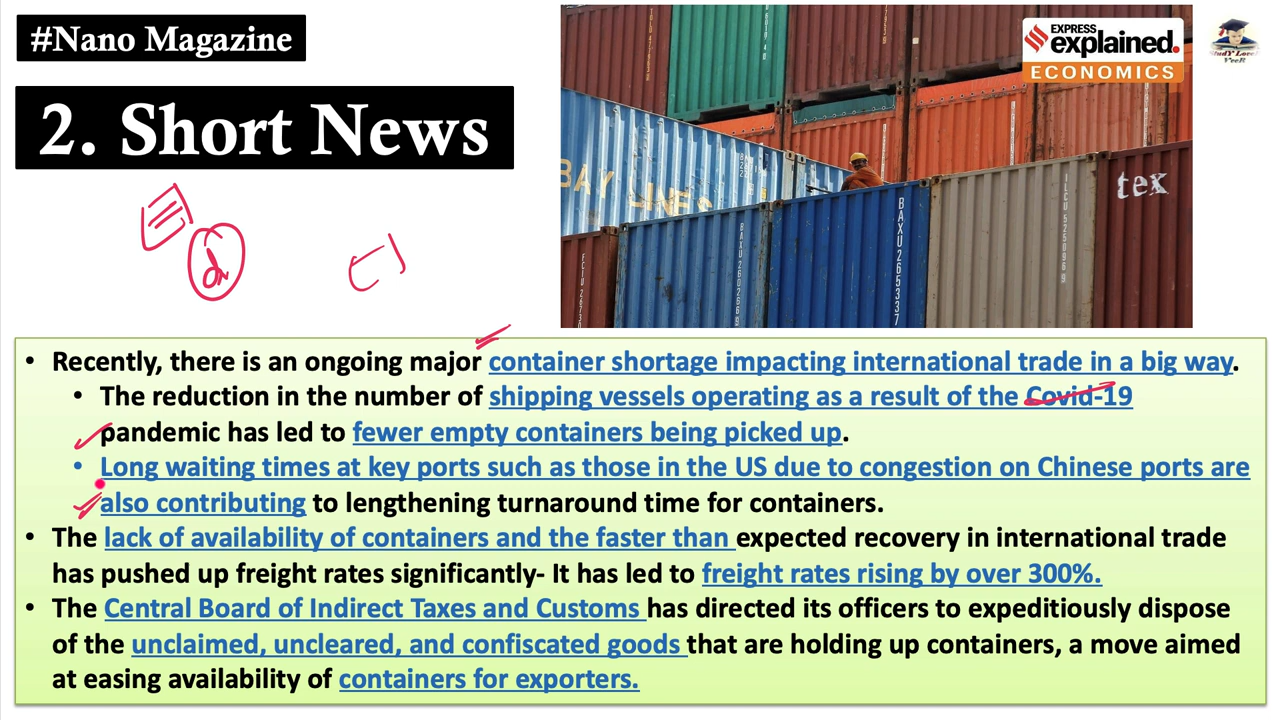 #Nano Magazine
2. Short News
EXPRESS
explained.
ECONOMICS
StudY LoveR
VeeR
BAY LINES
tex
BAXU 265337
• Recently, there is an ongoing major container shortage impacting international trade in a big way.
• The reduction in the number of shipping vessels operating as a result of the Covid-19
pandemic has led to fewer empty containers being picked up.
• Long waiting times at key ports such as those in the US due to congestion on Chinese ports are
also contributing to lengthening turnaround time for containers.
• The lack of availability of containers and the faster than expected recovery in international trade
has pushed up freight rates significantly- It has led to freight rates rising by over 300%.
• The Central Board of Indirect Taxes and Customs has directed its officers to expeditiously dispose
of the unclaimed, uncleared, and confiscated goods that are holding up containers, a move aimed
at easing availability of containers for exporters.